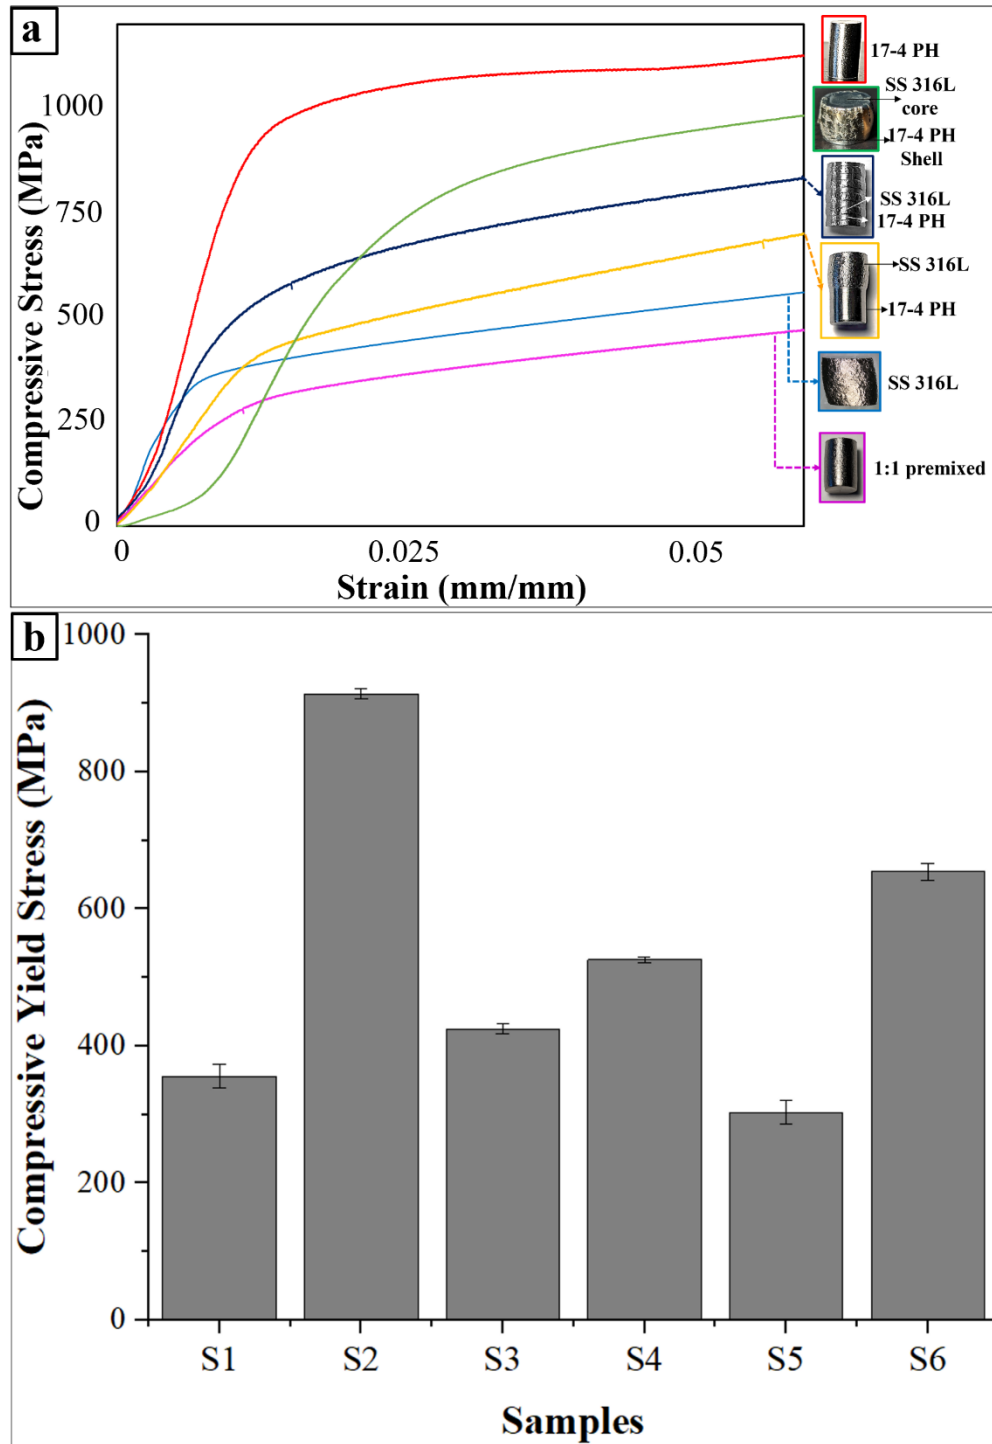 a
Compressive Stress (MPa)
1000
750
500
250
0
0
0.025
0.05
Strain (mm/mm)
17-4 PH
SS 316L
core
17-4 PH
Shell
SS 316L
17-4 PH
SS 316L
17-4 PH
SS 316L
1:1 premixed
b
Compressive Yield Stress (MPa)
1000
800
600
400
200
0
S1
S2
S3
S4
S5
S6
Samples